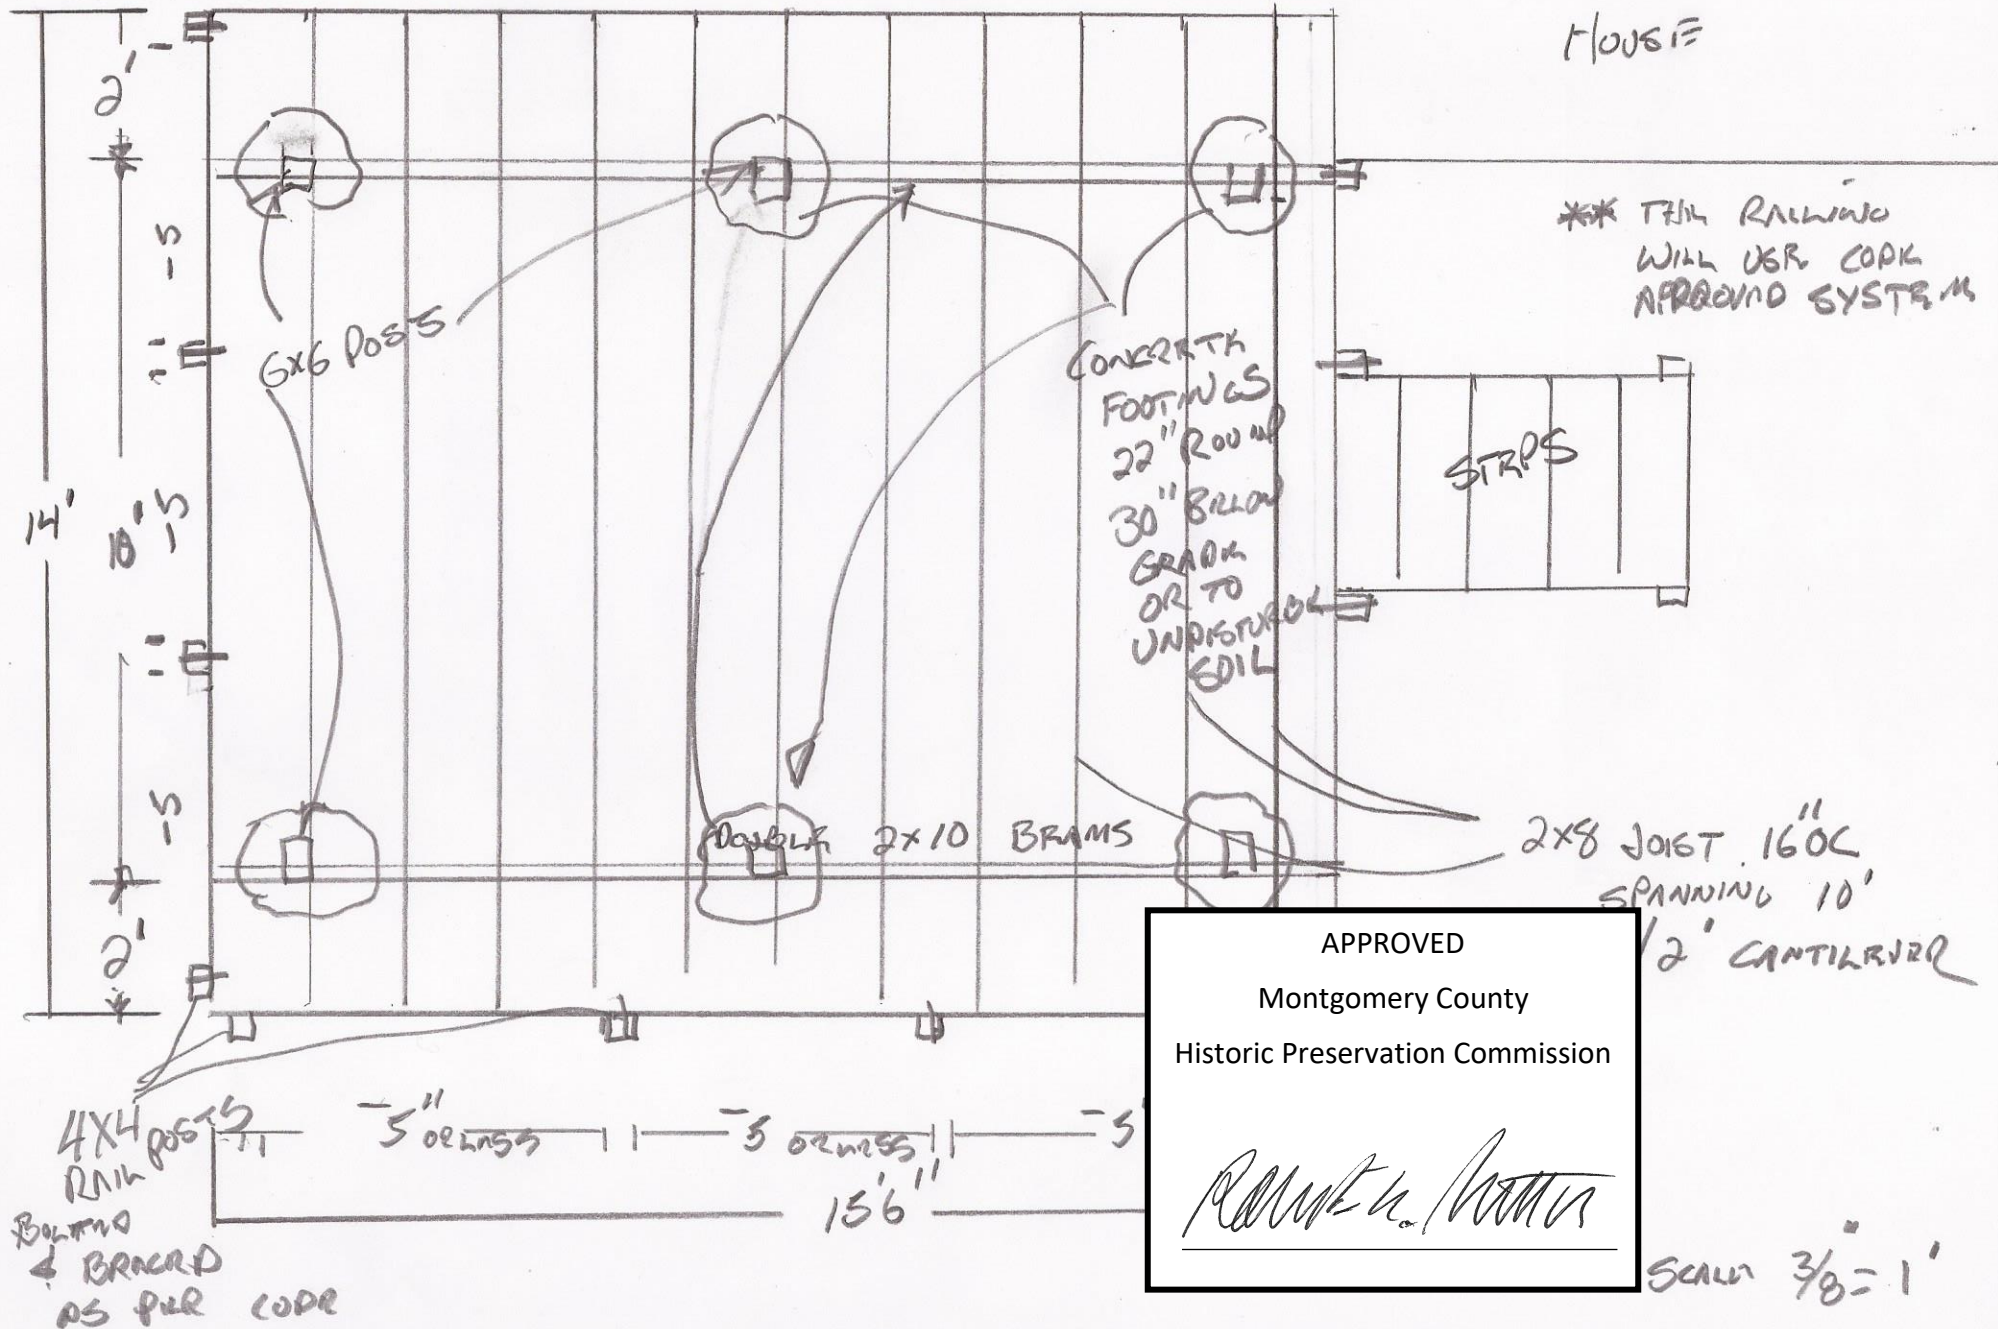 HOUSE
2'
** THE RAILING
WILL USE CODE
APPROVED SYSTEM
-5
6X6 POSTS
CONCRETE
FOOTINGS
22" ROUND
30" BELOW
GRADE
OR TO
UNDISTURBED
SOIL
STEPS
14'
10'
-5
-5
DOUBLE 2X10 BEAMS
2X8 JOIST 16" OC
SPANNING 10'
/2' CANTILEVER
2'
4X4 POSTS
RAIL
BOLTED
& BRACED
AS PER CODE
-5" OR LESS
-5 OR LESS
-5'
15'6"
APPROVED
Montgomery County
Historic Preservation Commission
SCALE 3/8" = 1'